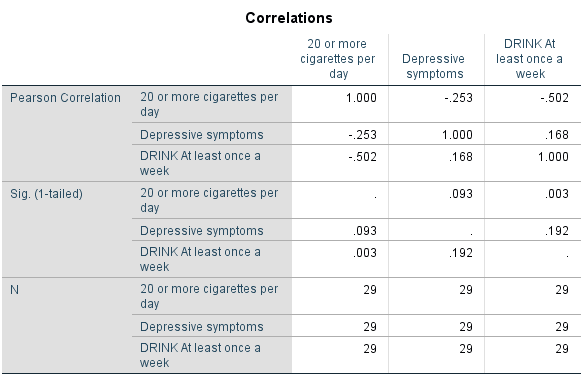 Correlations
20 or more cigarettes per day Depressive symptoms DRINK At least once a week
Pearson Correlation 20 or more cigarettes per day 1.000 -.253 -.502
Depressive symptoms -.253 1.000 .168
DRINK At least once a week -.502 .168 1.000
Sig. (1-tailed) 20 or more cigarettes per day . .093 .003
Depressive symptoms .093 . .192
DRINK At least once a week .003 .192 .
N 20 or more cigarettes per day 29 29 29
Depressive symptoms 29 29 29
DRINK At least once a week 29 29 29